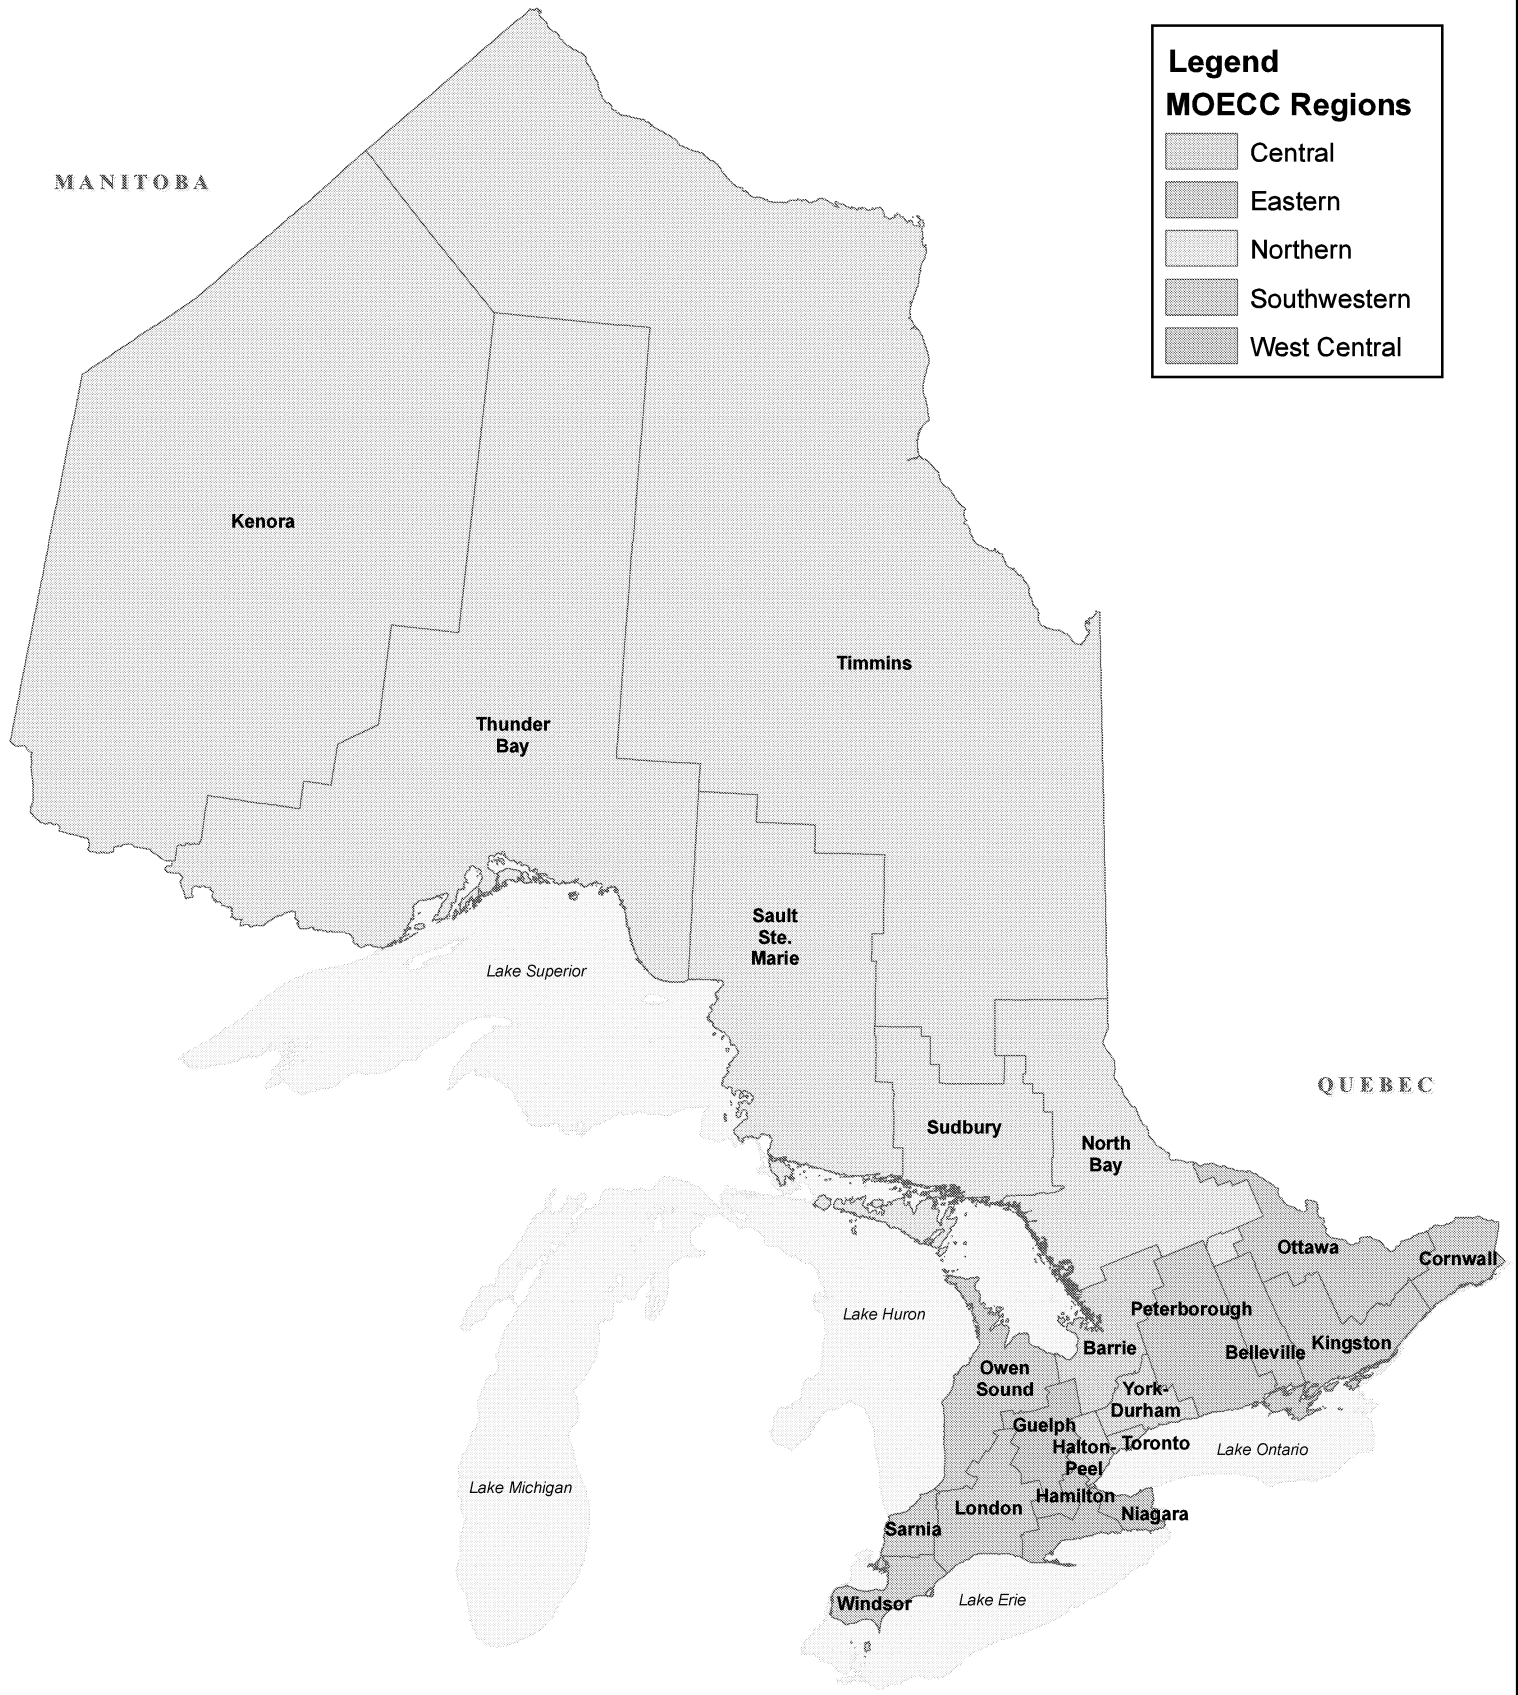 Legend
MOECC Regions
Central
Eastern
Northern
Southwestern
West Central
MANITOBA
Kenora
Timmins
Thunder
Bay
Sault
Ste.
Marie
Lake Superior
QUEBEC
Sudbury
North
Bay
Ottawa
Cornwall
Peterborough
Lake Huron
Kingston
Barrie
Belleville
Owen
Sound
York-
Durham
Guelph
Toronto
Halton-
Peel
Lake Ontario
Lake Michigan
Hamilton
London
Niagara
Sarnia
Windsor
Lake Erie